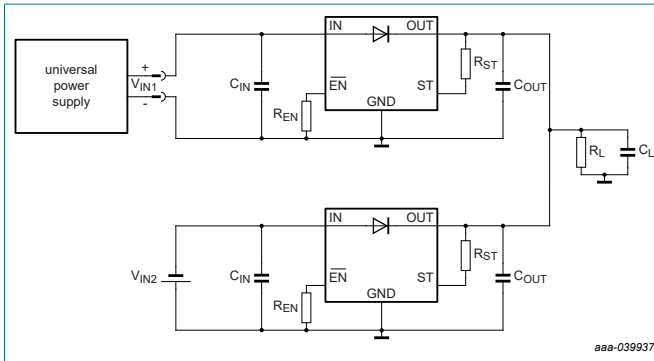 universal
power
supply
+
-
VIN1
CIN
REN
IN
OUT
EN
ST
GND
RST
COUT
RL
CL
VIN2
CIN
REN
IN
OUT
EN
ST
GND
RST
COUT
aaa-039937